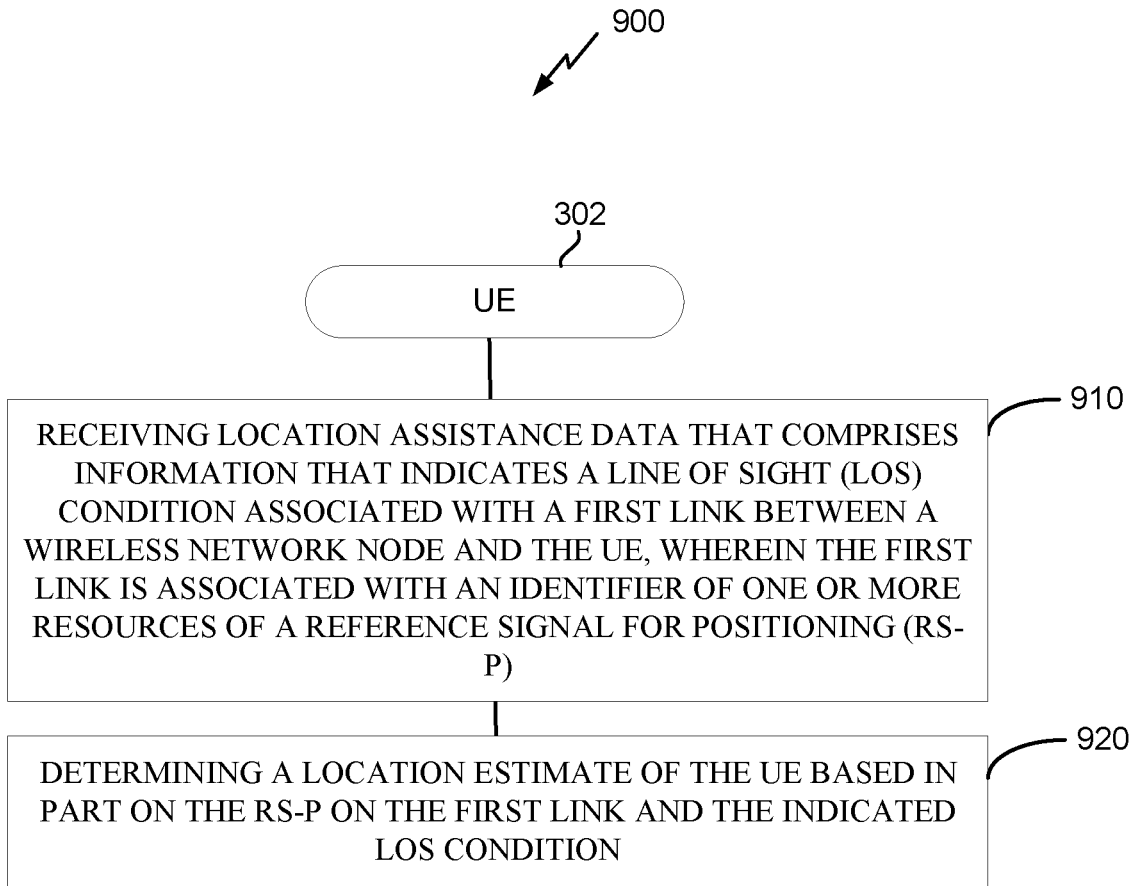 900
302
UE
910
RECEIVING LOCATION ASSISTANCE DATA THAT COMPRISES
INFORMATION THAT INDICATES A LINE OF SIGHT (LOS)
CONDITION ASSOCIATED WITH A FIRST LINK BETWEEN A
WIRELESS NETWORK NODE AND THE UE, WHEREIN THE FIRST
LINK IS ASSOCIATED WITH AN IDENTIFIER OF ONE OR MORE
RESOURCES OF A REFERENCE SIGNAL FOR POSITIONING (RS-
P)
920
DETERMINING A LOCATION ESTIMATE OF THE UE BASED IN
PART ON THE RS-P ON THE FIRST LINK AND THE INDICATED
LOS CONDITION